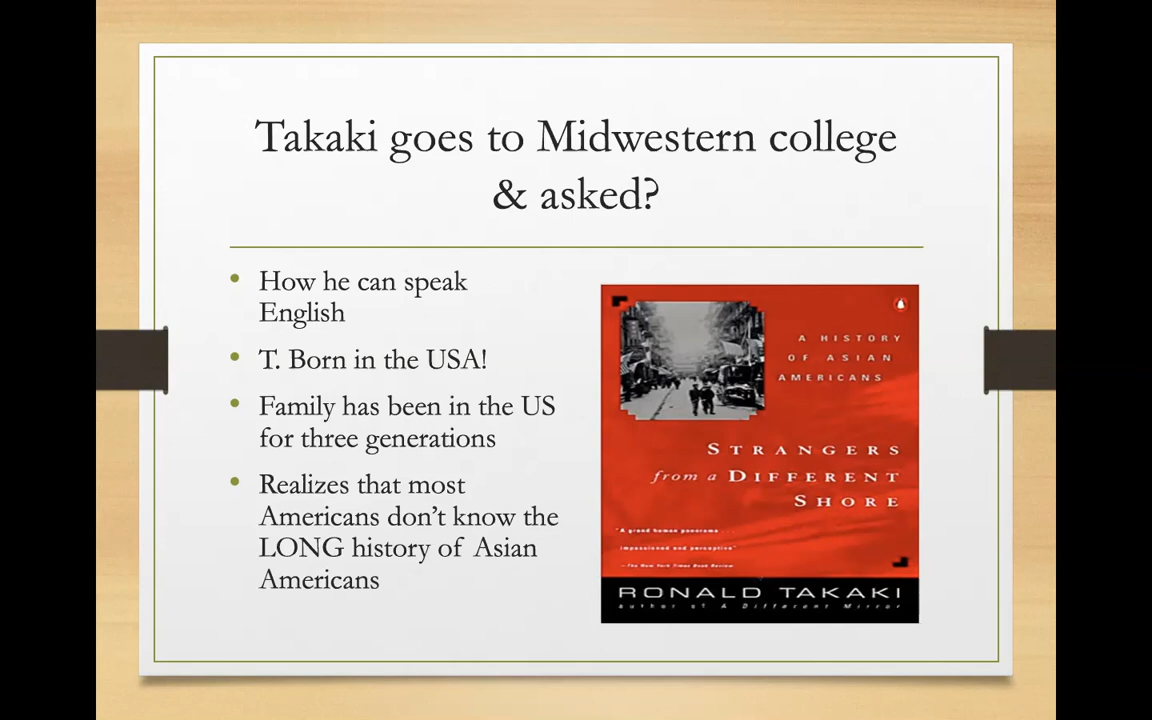 Takaki goes to Midwestern college
& asked?
• How he can speak
English
• T. Born in the USA!
• Family has been in the US
for three generations
• Realizes that most
Americans don't know the
LONG history of Asian
Americans
A HISTORY
OF ASIAN
AMERICANS
STRANGERS
from a DIFFERENT
SHORE
"A grand human panorama . . .
impassioned and perceptive"
—The New York Times Book Review
RONALD TAKAKI
author of A Different Mirror